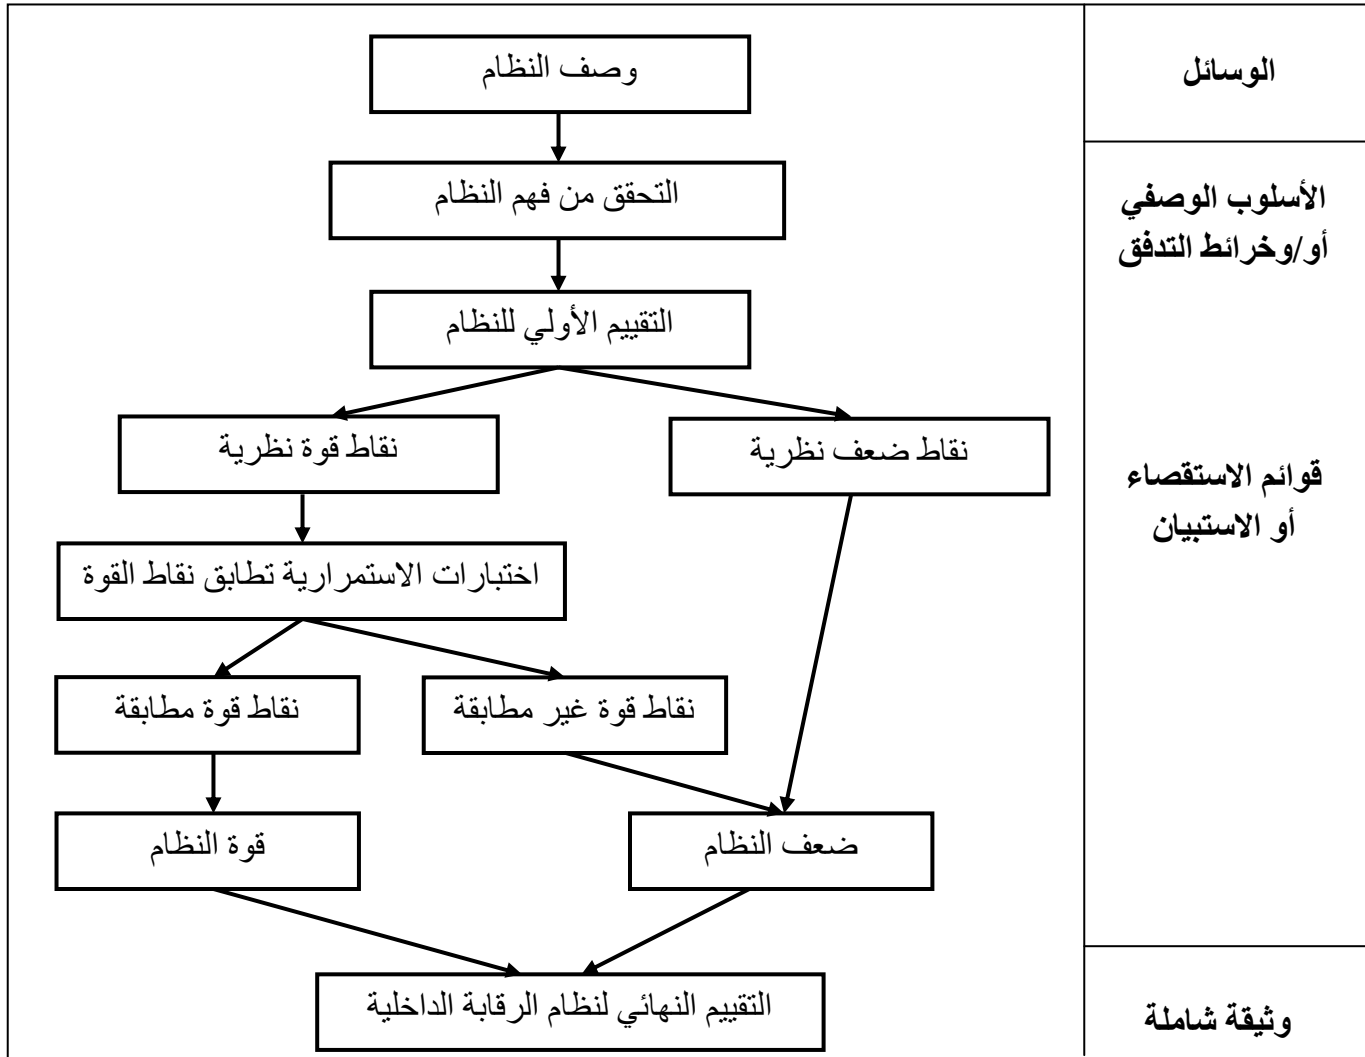 الوسائل
وصف النظام
التحقق من فهم النظام
الأسلوب الوصفي
أو/وخرائط التدفق
التقييم الأولي للنظام
نقاط ضعف نظرية
نقاط قوة نظرية
قوائم الاستقصاء
أو الاستبيان
اختبارات الاستمرارية تطابق نقاط القوة
نقاط قوة غير مطابقة
نقاط قوة مطابقة
ضعف النظام
قوة النظام
التقييم النهائي لنظام الرقابة الداخلية
وثيقة شاملة